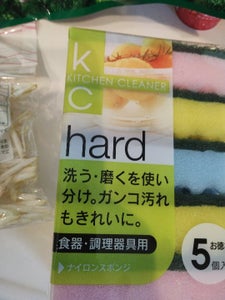 k
KITCHEN CLEANER
c
hard
洗う・磨くを使い
分け。ガンコ汚れ
もきれいに。
食器・調理器具用
ナイロンスポンジ
お徳
5
個入